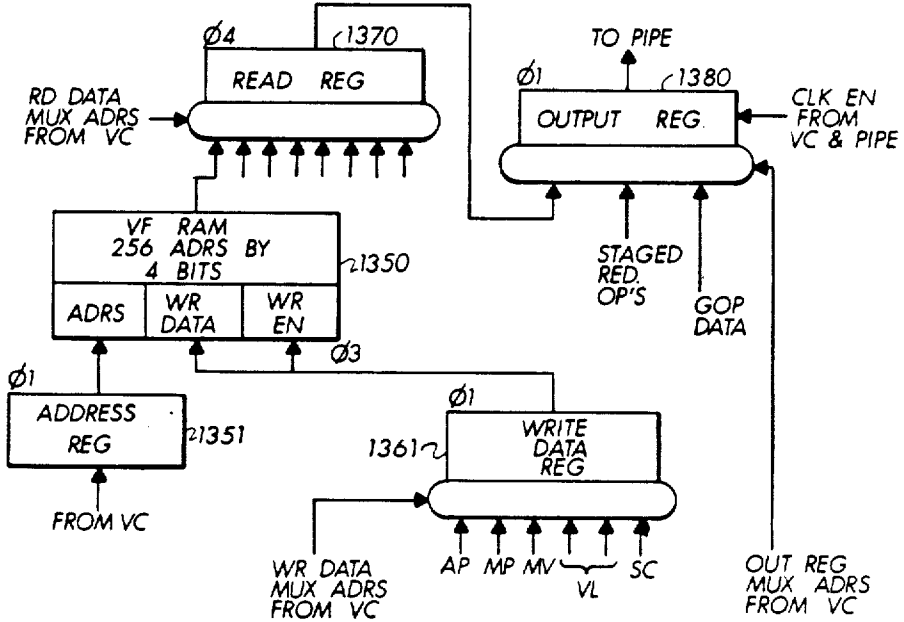 Ø4
1370
READ REG
RD DATA
MUX ADRS
FROM VC
TO PIPE
Ø1
1380
OUTPUT REG.
CLK EN
FROM
VC & PIPE
VF RAM
256 ADRS BY
4 BITS
1350
ADRS
WR
DATA
WR
EN
Ø3
STAGED
RED.
OP'S
GOP
DATA
Ø1
ADDRESS
REG
1351
FROM VC
Ø1
1361
WRITE
DATA
REG
WR DATA
MUX ADRS
FROM VC
AP MP MV VL SC
OUT REG
MUX ADRS
FROM VC